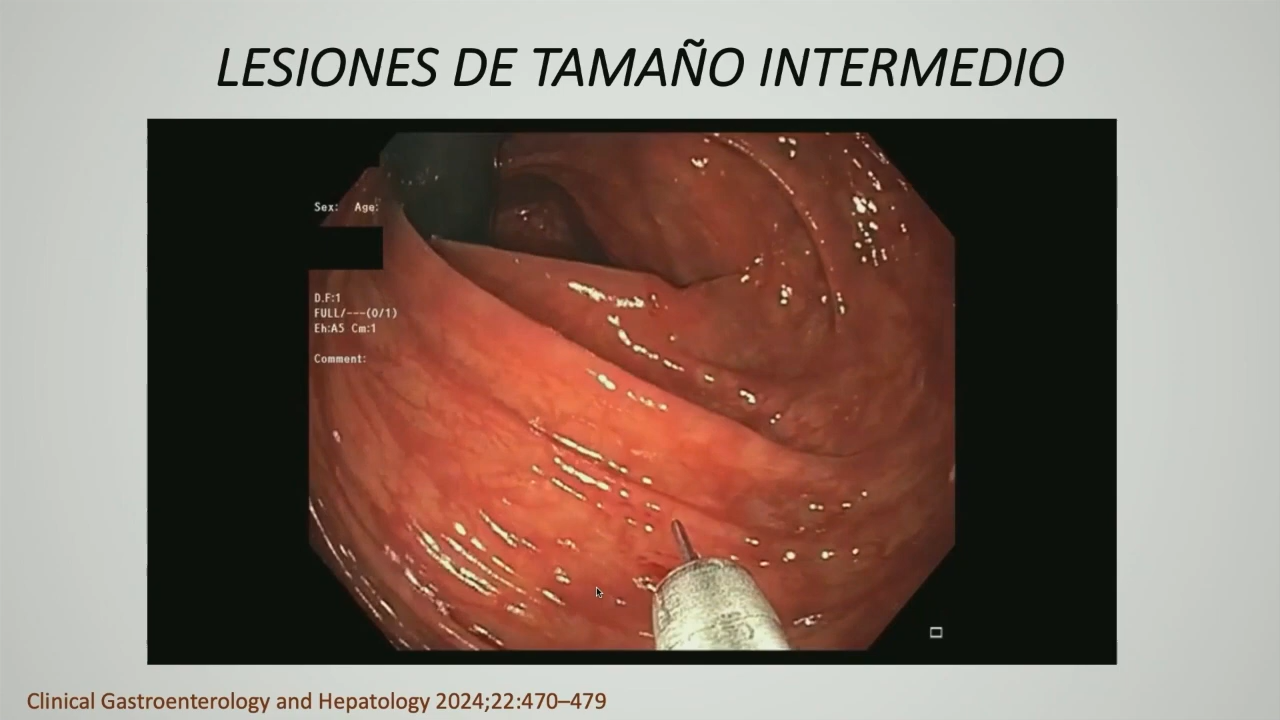 LESIONES DE TAMAÑO INTERMEDIO
Sex: Age:
D.F:1
FULL/---(0/1)
Eh:A5 Cm:1
Comment:
Clinical Gastroenterology and Hepatology 2024;22:470–479